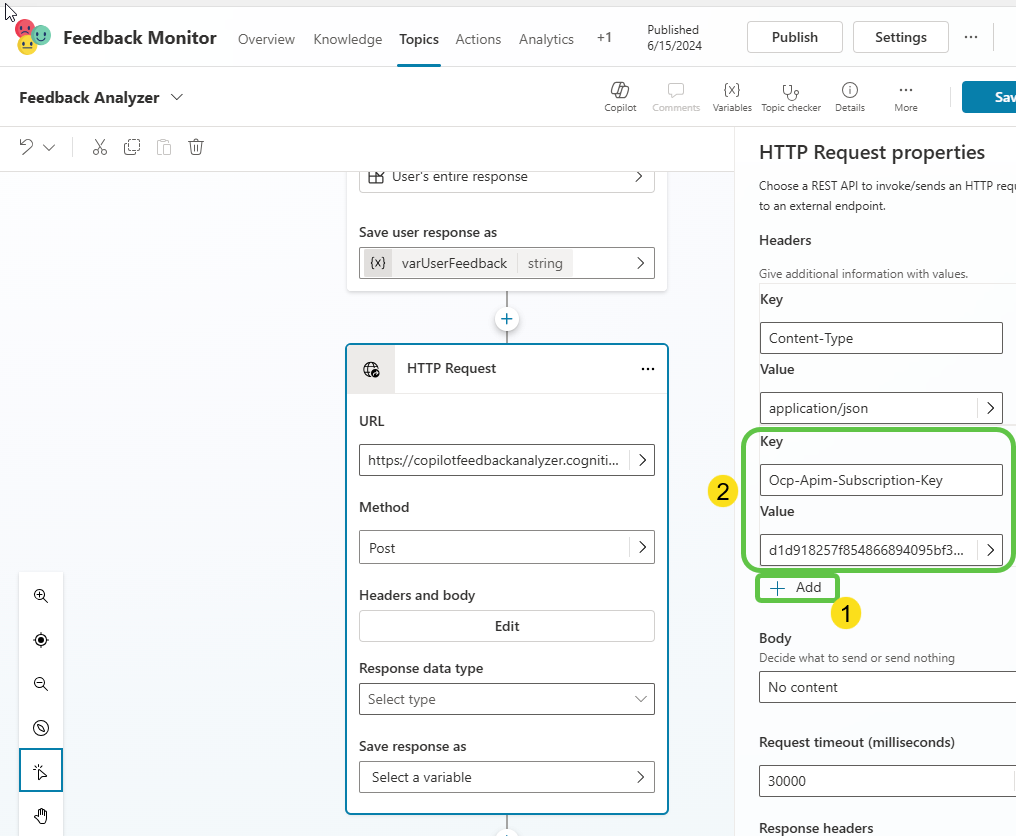 Feedback Monitor
Overview
Knowledge
Topics
Actions
Analytics
+1
Published
6/15/2024
Publish
Settings
Feedback Analyzer
Copilot
Comments
{x}
Variables
Topic checker
Details
More
Sav
User's entire response
Save user response as
{x} varUserFeedback string
HTTP Request
URL
https://copilotfeedbackanalyzer.cogniti...
Method
Post
Headers and body
Edit
Response data type
Select type
Save response as
Select a variable
HTTP Request properties
Choose a REST API to invoke/sends an HTTP requ
to an external endpoint.
Headers
Give additional information with values.
Key
Content-Type
Value
application/json
Key
Ocp-Apim-Subscription-Key
2
Value
d1d918257f854866894095bf3...
+ Add
1
Body
Decide what to send or send nothing
No content
Request timeout (milliseconds)
30000
Response headers